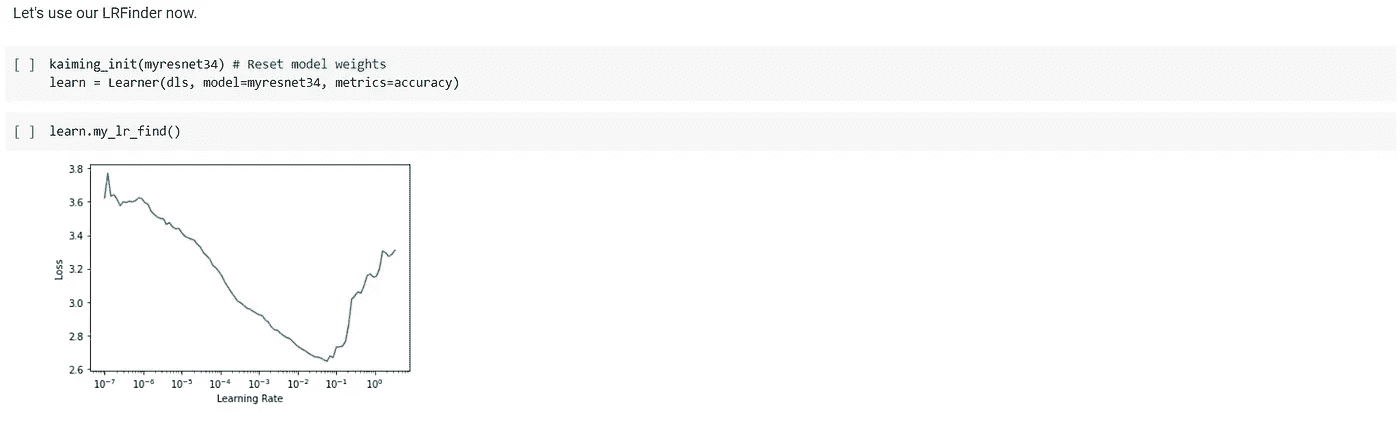 Let's use our LRFinder now.
[ ] kaiming_init(myresnet34) # Reset model weights
learn = Learner(dls, model=myresnet34, metrics=accuracy)
[ ] learn.my_lr_find()
3.8
3.6
3.4
3.2
3.0
2.8
2.6
Loss
10⁻⁷ 10⁻⁶ 10⁻⁵ 10⁻⁴ 10⁻³ 10⁻² 10⁻¹ 10⁰
Learning Rate